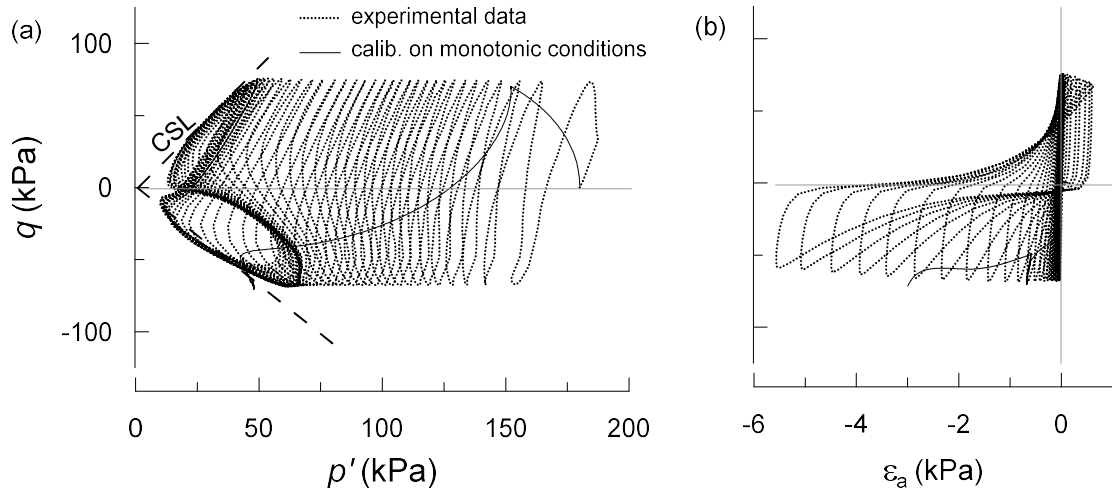 (a)
experimental data
calib. on monotonic conditions
(b)
100
0
-100
q (kPa)
CSL
0 50 100 150 200
p' (kPa)
-6 -4 -2 0
εa (kPa)